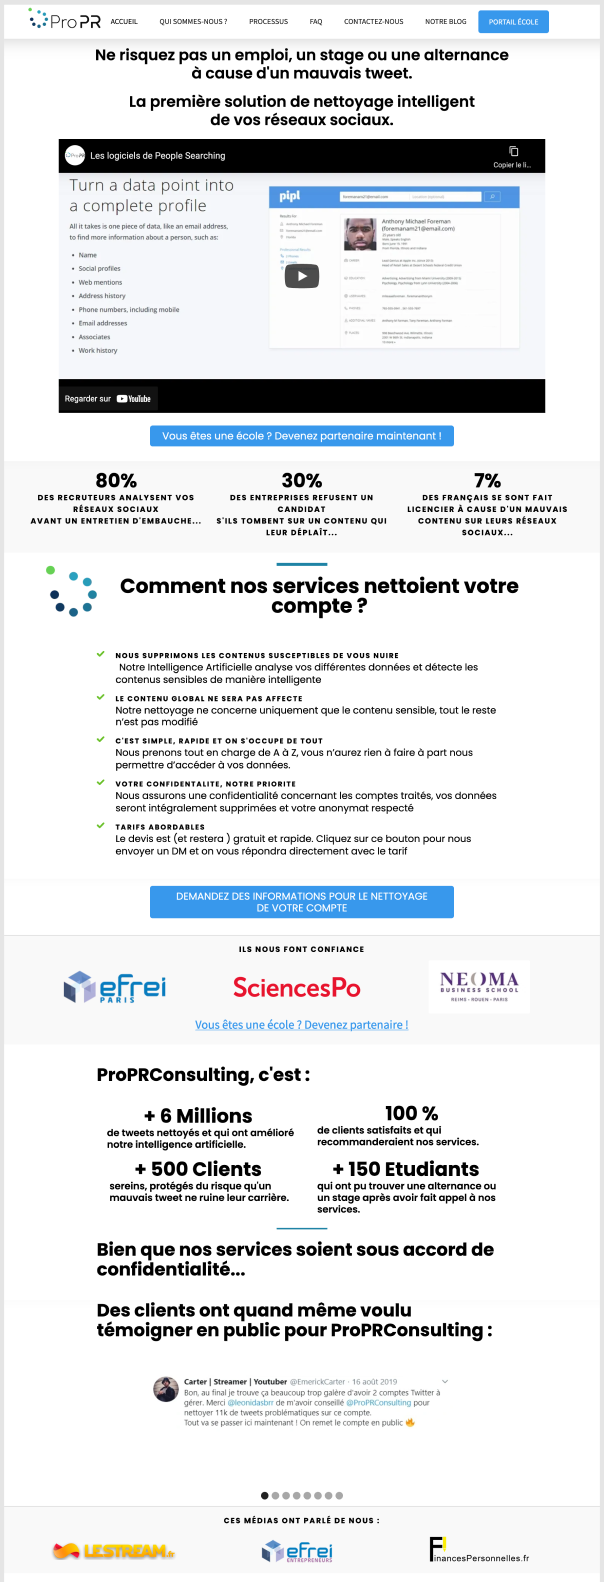 ProPR ACCUEIL QUI SOMMES-NOUS ? PROCESSUS FAQ CONTACTEZ-NOUS NOTRE BLOG PORTAIL ÉCOLE
Ne risquez pas un emploi, un stage ou une alternance
à cause d'un mauvais tweet.
La première solution de nettoyage intelligent
de vos réseaux sociaux.
Les logiciels de People Searching
Copier le li...
Turn a data point into
a complete profile
All it takes is one piece of data, like an email address,
to find more information about a person, such as:
• Name
• Social profiles
• Web mentions
• Address history
• Phone numbers, including mobile
• Email addresses
• Associates
• Work history
pipl
Anthony Michael Foreman
(foremanam21@email.com)
Regarder sur YouTube
Vous êtes une école ? Devenez partenaire maintenant !
80%
DES RECRUTEURS ANALYSENT VOS
RÉSEAUX SOCIAUX
AVANT UN ENTRETIEN D'EMBAUCHE...
30%
DES ENTREPRISES REFUSENT UN
CANDIDAT
S'ILS TOMBENT SUR UN CONTENU QUI
LEUR DÉPLAÎT...
7%
DES FRANÇAIS SE SONT FAIT
LICENCIER À CAUSE D'UN MAUVAIS
CONTENU SUR LEURS RÉSEAUX
SOCIAUX...
Comment nos services nettoient votre
compte ?
NOUS SUPPRIMONS LES CONTENUS SUSCEPTIBLES DE VOUS NUIRE
Notre Intelligence Artificielle analyse vos différentes données et détecte les
contenus sensibles de manière intelligente
LE CONTENU GLOBAL NE SERA PAS AFFECTE
Notre nettoyage ne concerne uniquement que le contenu sensible, tout le reste
n'est pas modifié
C'EST SIMPLE, RAPIDE ET ON S'OCCUPE DE TOUT
Nous prenons tout en charge de A à Z, vous n'aurez rien à faire à part nous
permettre d'accéder à vos données.
VOTRE CONFIDENTALITE, NOTRE PRIORITE
Nous assurons une confidentialité concernant les comptes traités, vos données
seront intégralement supprimées et votre anonymat respecté
TARIFS ABORDABLES
Le devis est (et restera ) gratuit et rapide. Cliquez sur ce bouton pour nous
envoyer un DM et on vous répondra directement avec le tarif
DEMANDEZ DES INFORMATIONS POUR LE NETTOYAGE
DE VOTRE COMPTE
ILS NOUS FONT CONFIANCE
efrei
PARIS
SciencesPo
NEOMA
BUSINESS SCHOOL
REIMS - ROUEN - PARIS
Vous êtes une école ? Devenez partenaire !
ProPRConsulting, c'est :
+ 6 Millions
de tweets nettoyés et qui ont amélioré
notre intelligence artificielle.
100 %
de clients satisfaits et qui
recommanderaient nos services.
+ 500 Clients
sereins, protégés du risque qu'un
mauvais tweet ne ruine leur carrière.
+ 150 Etudiants
qui ont pu trouver une alternance ou
un stage après avoir fait appel à nos
services.
Bien que nos services soient sous accord de
confidentialité...
Des clients ont quand même voulu
témoigner en public pour ProPRConsulting :
Carter | Streamer | Youtuber @EmerickCarter · 16 août 2019
Bon, au final je trouve ça beaucoup trop galère d'avoir 2 comptes Twitter à
gérer. Merci @leonidasbrr de m'avoir conseillé @ProPRConsulting pour
nettoyer 11k de tweets problématiques sur ce compte.
Tout va se passer ici maintenant ! On remet le compte en public
CES MÉDIAS ONT PARLÉ DE NOUS :
LESTREAM.fr
efrei
ENTREPRENEURS
FinancesPersonnelles.fr